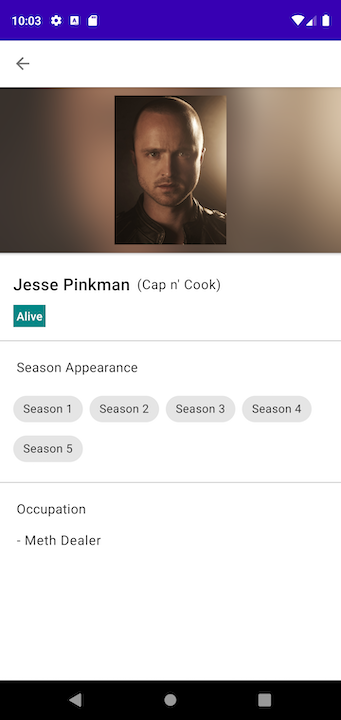 10:03
Jesse Pinkman (Cap n' Cook)
Alive
Season Appearance
Season 1 Season 2 Season 3 Season 4
Season 5
Occupation
- Meth Dealer